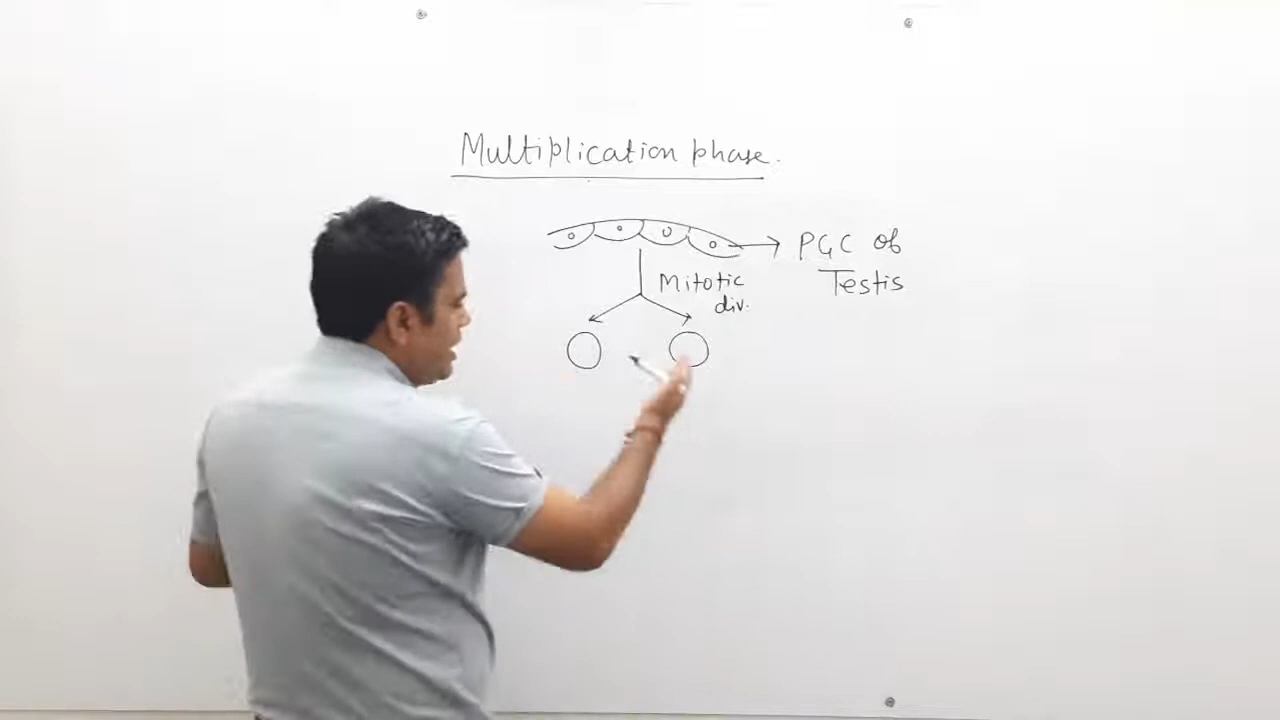 Multiplication phase.
PGC of
Testis
Mitotic
div.